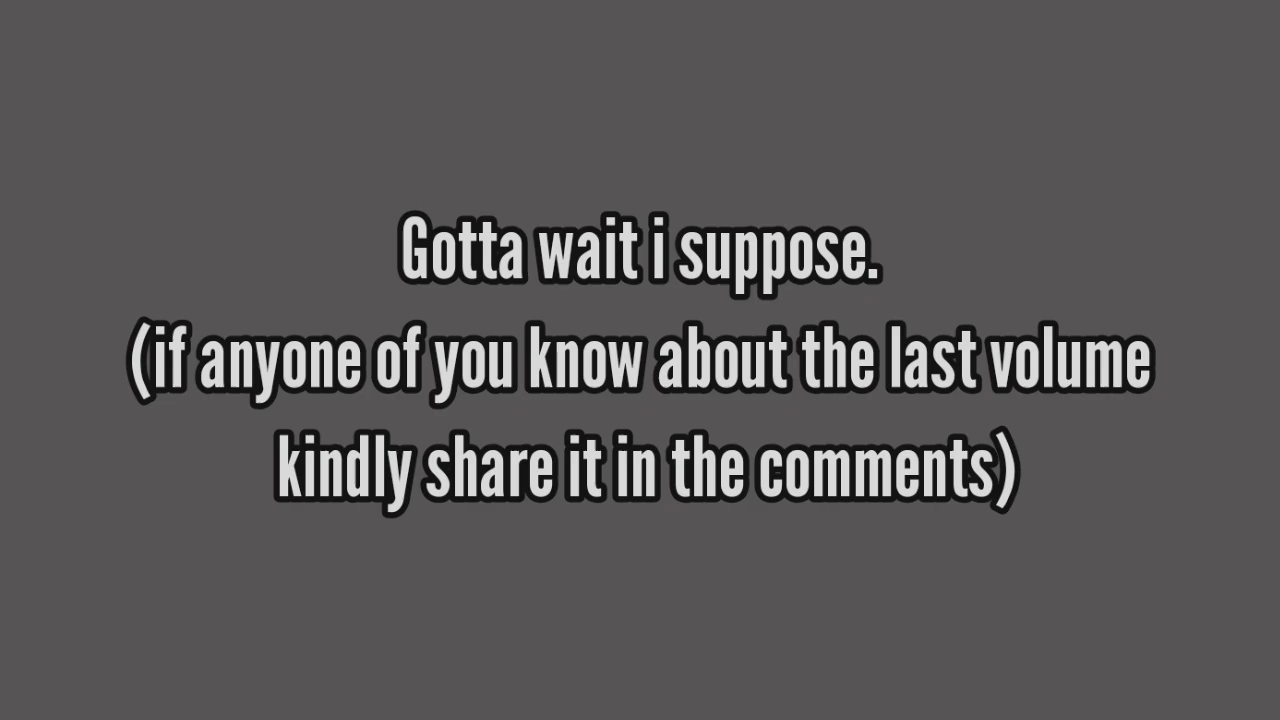 Gotta wait i suppose.
(if anyone of you know about the last volume
kindly share it in the comments)